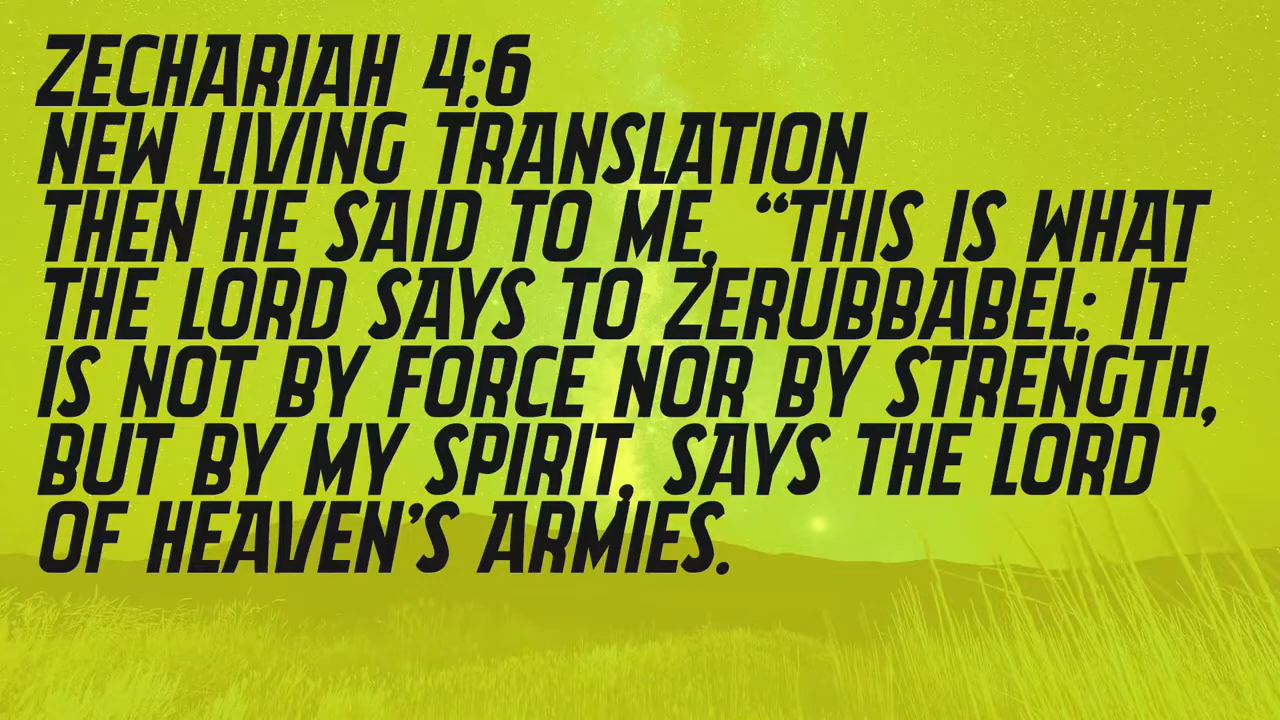 ZECHARIAH 4:6
NEW LIVING TRANSLATION
THEN HE SAID TO ME, “THIS IS WHAT
THE LORD SAYS TO ZERUBBABEL: IT
IS NOT BY FORCE NOR BY STRENGTH,
BUT BY MY SPIRIT, SAYS THE LORD
OF HEAVEN’S ARMIES.